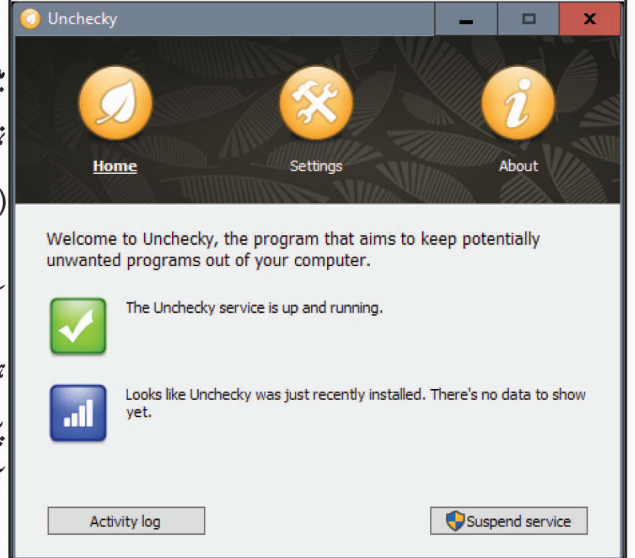 Unchecky
Home
Settings
About
Welcome to Unchecky, the program that aims to keep potentially
unwanted programs out of your computer.
The Unchecky service is up and running.
Looks like Unchecky was just recently installed. There's no data to show
yet.
Activity log
Suspend service